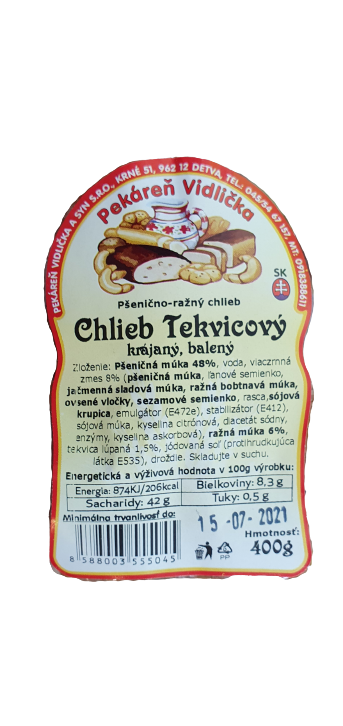 PEKÁREŇ VIDLIČKA A SYN S.R.O., KRNÉ 51, 962 12 DETVA, TEL.: 045/54 67 157, MT: 0918388611
Pekáreň Vidlička
SK
Pšenično-ražný chlieb
Chlieb Tekvicový
krájaný, balený
Zloženie: Pšeničná múka 48%, voda, viaczrnná
zmes 8% (pšeničná múka, ľanové semienko,
jačmenná sladová múka, ražná bobtnavá múka,
ovsené vločky, sezamové semienko, rasca,sójová
krupica, emulgátor (E472e), stabilizátor (E412),
sójová múka, kyselina citrónová, diacetát sódny,
enzýmy, kyselina askorbová), ražná múka 6%,
tekvica lúpaná 1,5%, jódovaná soľ (protihrudkujúca
látka E535), droždie. Skladujte v suchu.
Energetická a výživová hodnota v 100g výrobku:
Energia: 874KJ/206kcal
Bielkoviny: 8,3 g
Sacharidy: 42 g
Tuky: 0,5 g
Minimálna trvanlivosť do:
15 -07- 2021
Hmotnosť:
400g
PP
8 588003 555045